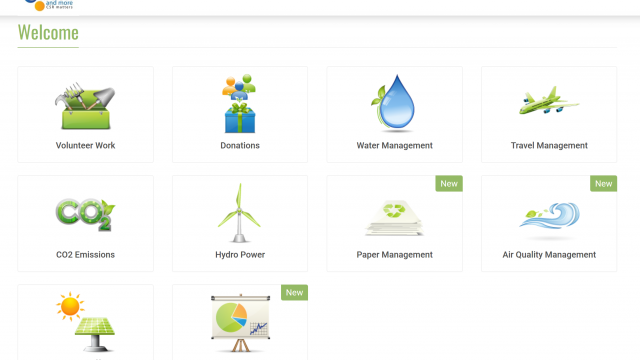 and more
CSR matters
Welcome
Volunteer Work
Donations
Water Management
Travel Management
New
New
CO2
CO2 Emissions
Hydro Power
Paper Management
Air Quality Management
New